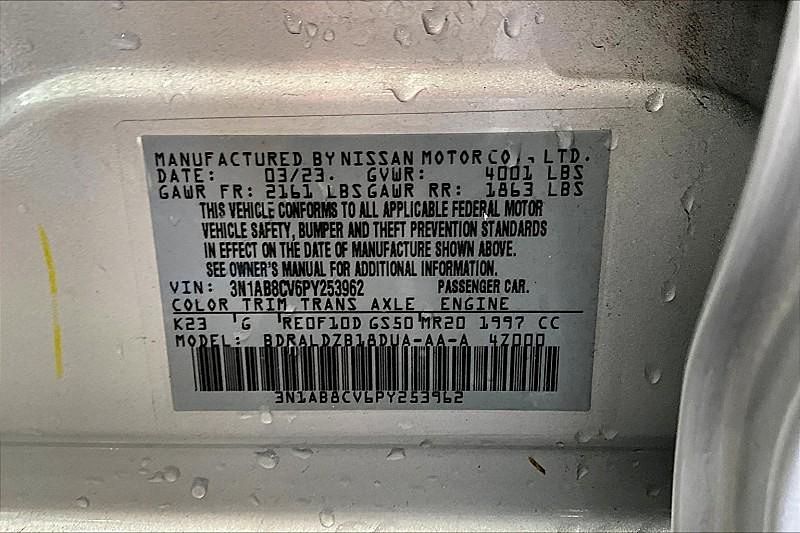 MANUFACTURED BY NISSAN MOTOR CO., LTD.
DATE: 03/23. GVWR: 4001 LBS
GAWR FR: 2161 LBS GAWR RR: 1863 LBS
THIS VEHICLE CONFORMS TO ALL APPLICABLE FEDERAL MOTOR
VEHICLE SAFETY, BUMPER AND THEFT PREVENTION STANDARDS
IN EFFECT ON THE DATE OF MANUFACTURE SHOWN ABOVE.
SEE OWNER'S MANUAL FOR ADDITIONAL INFORMATION.
VIN: 3N1AB8CV6PY253962 PASSENGER CAR.
COLOR TRIM TRANS AXLE ENGINE
K23 G RE0F10D GS50 MR20 1997 CC
MODEL: BDRALDZB18DUA-AA-A 47000
3N1AB8CV6PY253962